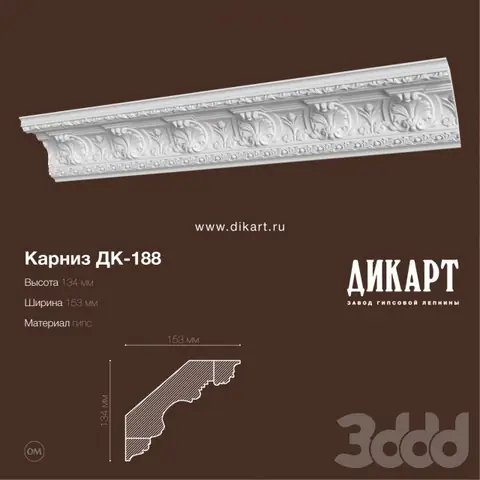 www.dikart.ru
Карниз ДК-188
Высота 134 мм
Ширина 153 мм
Материал гипс
ДИКАРТ
ЗАВОД ГИПСОВОЙ ЛЕПНИНЫ
153 мм
134 мм
DM
3ddd